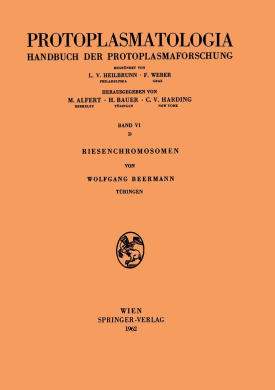 PROTOPLASMATOLOGIA
HANDBUCH DER PROTOPLASMAFORSCHUNG
BEGRÜNDET VON
L. V. HEILBRUNN · F. WEBER
PHILADELPHIA GRAZ
HERAUSGEGEBEN VON
M. ALFERT · H. BAUER · C. V. HARDING
BERKELEY TÜBINGEN NEW YORK
BAND VI
D
RIESENCHROMOSOMEN
VON
WOLFGANG BEERMANN
TÜBINGEN
WIEN
SPRINGER-VERLAG
1962